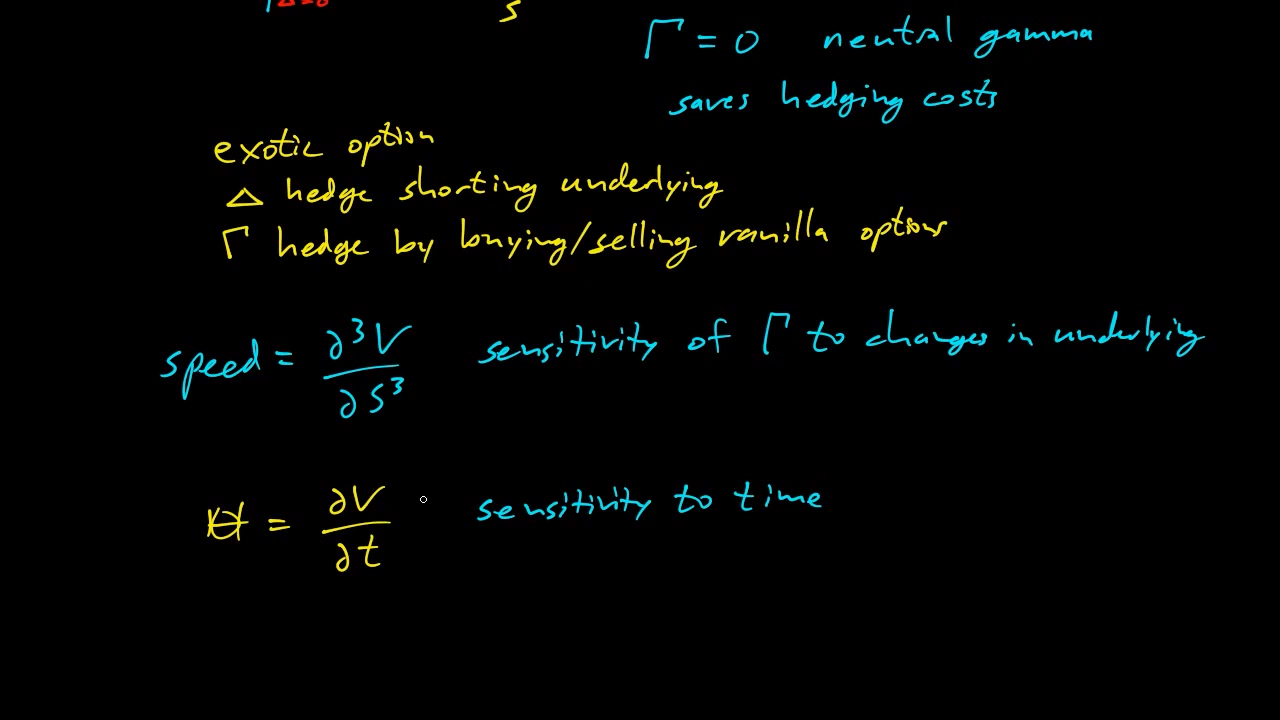 S
Γ = 0 neutral gamma
saves hedging costs
exotic option
Δ hedge shorting underlying
Γ hedge by buying/selling vanilla options
speed = ∂³V/∂S³ sensitivity of Γ to changes in underlying
Θ = ∂V/∂t sensitivity to time